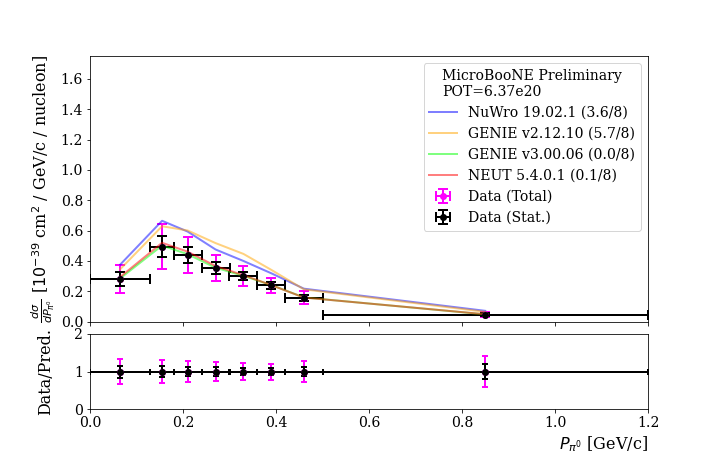 MicroBooNE Preliminary
POT=6.37e20
NuWro 19.02.1 (3.6/8)
GENIE v2.12.10 (5.7/8)
GENIE v3.00.06 (0.0/8)
NEUT 5.4.0.1 (0.1/8)
Data (Total)
Data (Stat.)
dσ/dP_π⁰ [10⁻³⁹ cm² / GeV/c / nucleon]
1.6
1.4
1.2
1.0
0.8
0.6
0.4
0.2
0.0
Data/Pred.
2
1
0
0.0 0.2 0.4 0.6 0.8 1.0 1.2
P_π⁰ [GeV/c]